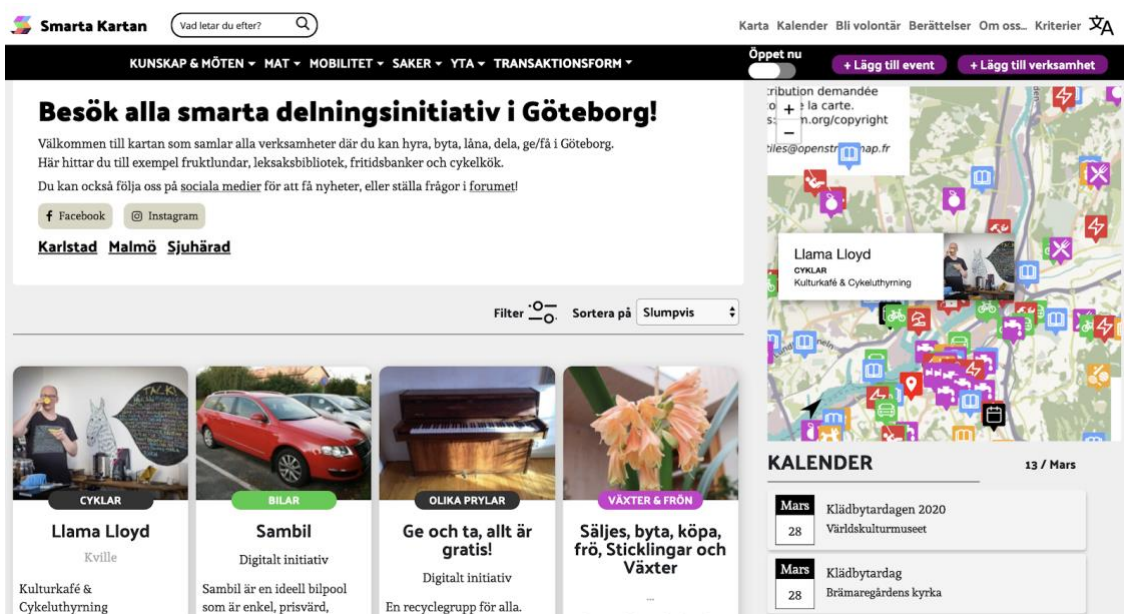 Smarta Kartan
Vad letar du efter?
Karta Kalender Bli volontär Berättelser Om oss... Kriterier
KUNSKAP & MÖTEN MAT MOBILITET SAKER YTA TRANSAKTIONSFORM
Öppet nu
+ Lägg till event
+ Lägg till verksamhet
Besök alla smarta delningsinitiativ i Göteborg!
Välkommen till kartan som samlar alla verksamheter där du kan hyra, byta, låna, dela, ge/få i Göteborg.
Här hittar du till exempel fruktlundar, leksaksbibliotek, fritidsbanker och cykelkök.
Du kan också följa oss på sociala medier för att få nyheter, eller ställa frågor i forumet!
Facebook
Instagram
Karlstad Malmö Sjuhärad
Filter
Sortera på
Slumpvis
CYKLAR
Llama Lloyd
Kville
Kulturkafé &
Cykeluthyrning
BILAR
Sambil
Digitalt initiativ
Sambil är en ideell bilpool
som är enkel, prisvärd,
OLIKA PRYLAR
Ge och ta, allt är
gratis!
Digitalt initiativ
En recyclegrupp för alla.
VÄXTER & FRÖN
Säljes, byta, köpa,
frö, Sticklingar och
Växter
...
tribution demandée
la carte.
.org/copyright
+
−
tiles@openstr map.fr
Llama Lloyd
CYKLAR
Kulturkafé & Cykeluthyrning
KALENDER
13 / Mars
Mars
28
Klädbytardagen 2020
Världskulturmuseet
Mars
28
Klädbytardag
Brämaregårdens kyrka